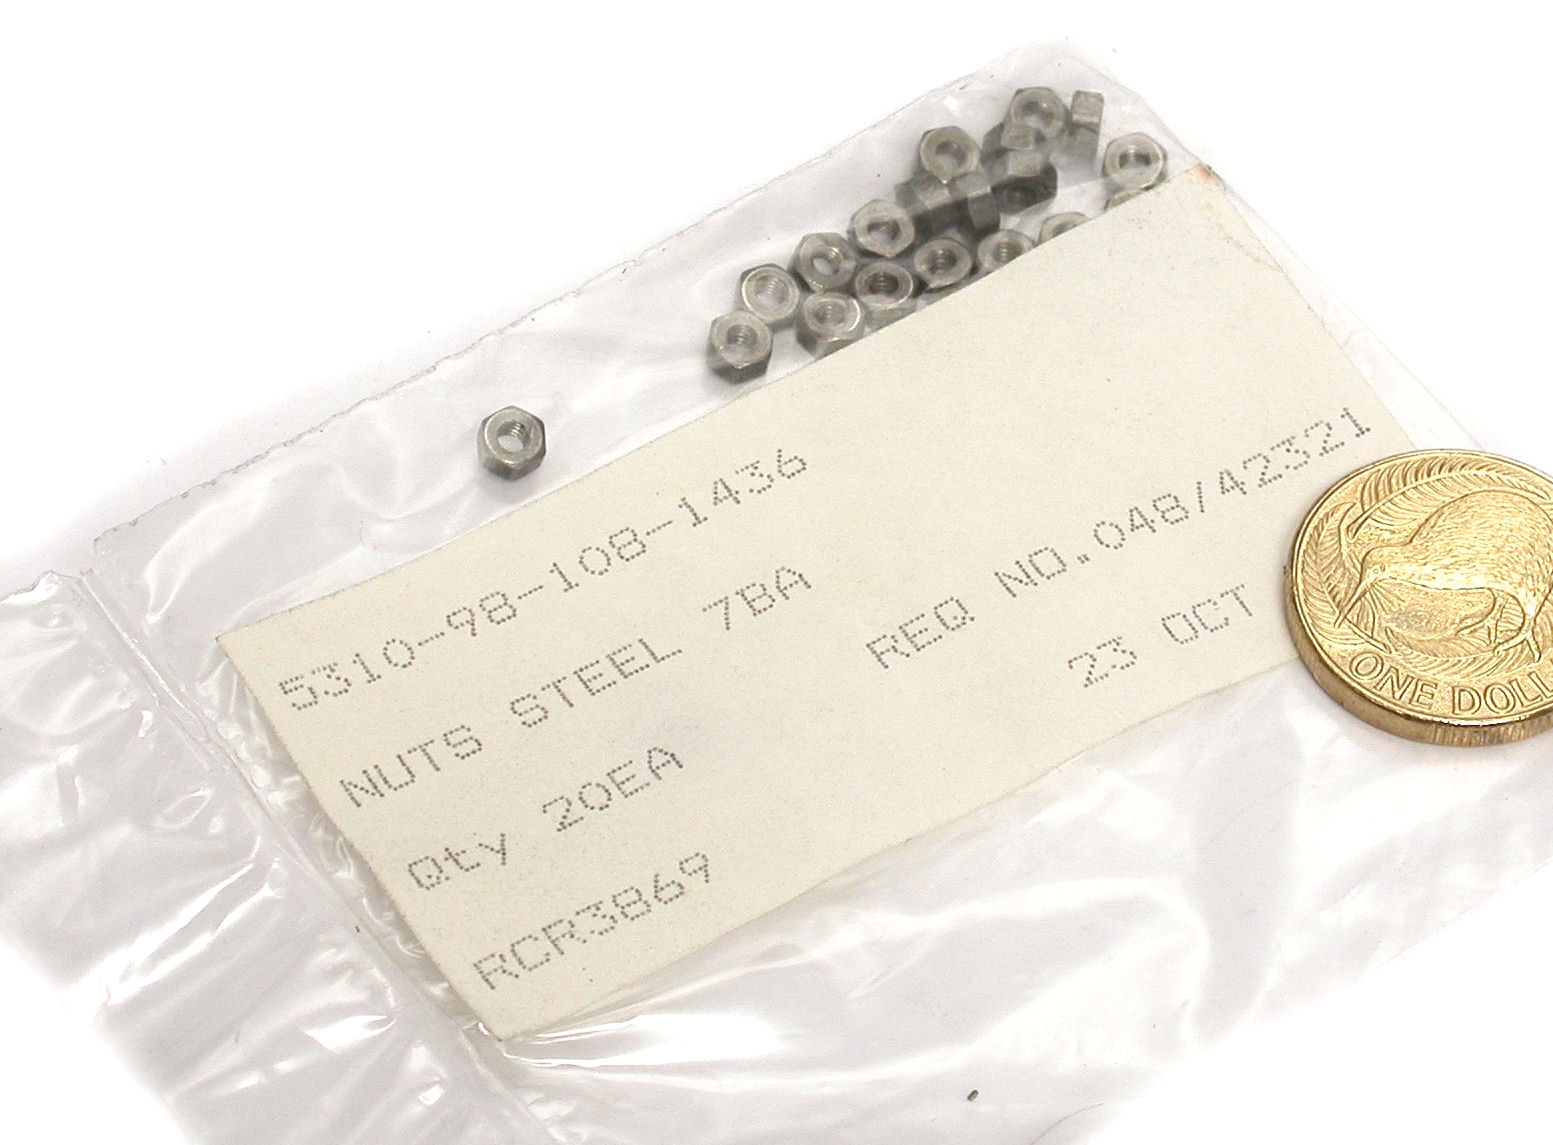 5310-98-108-1436
NUTS STEEL 7BA
REQ NO.048/42321
Qty 20EA
23 OCT
RCR3869
ONE DOLL